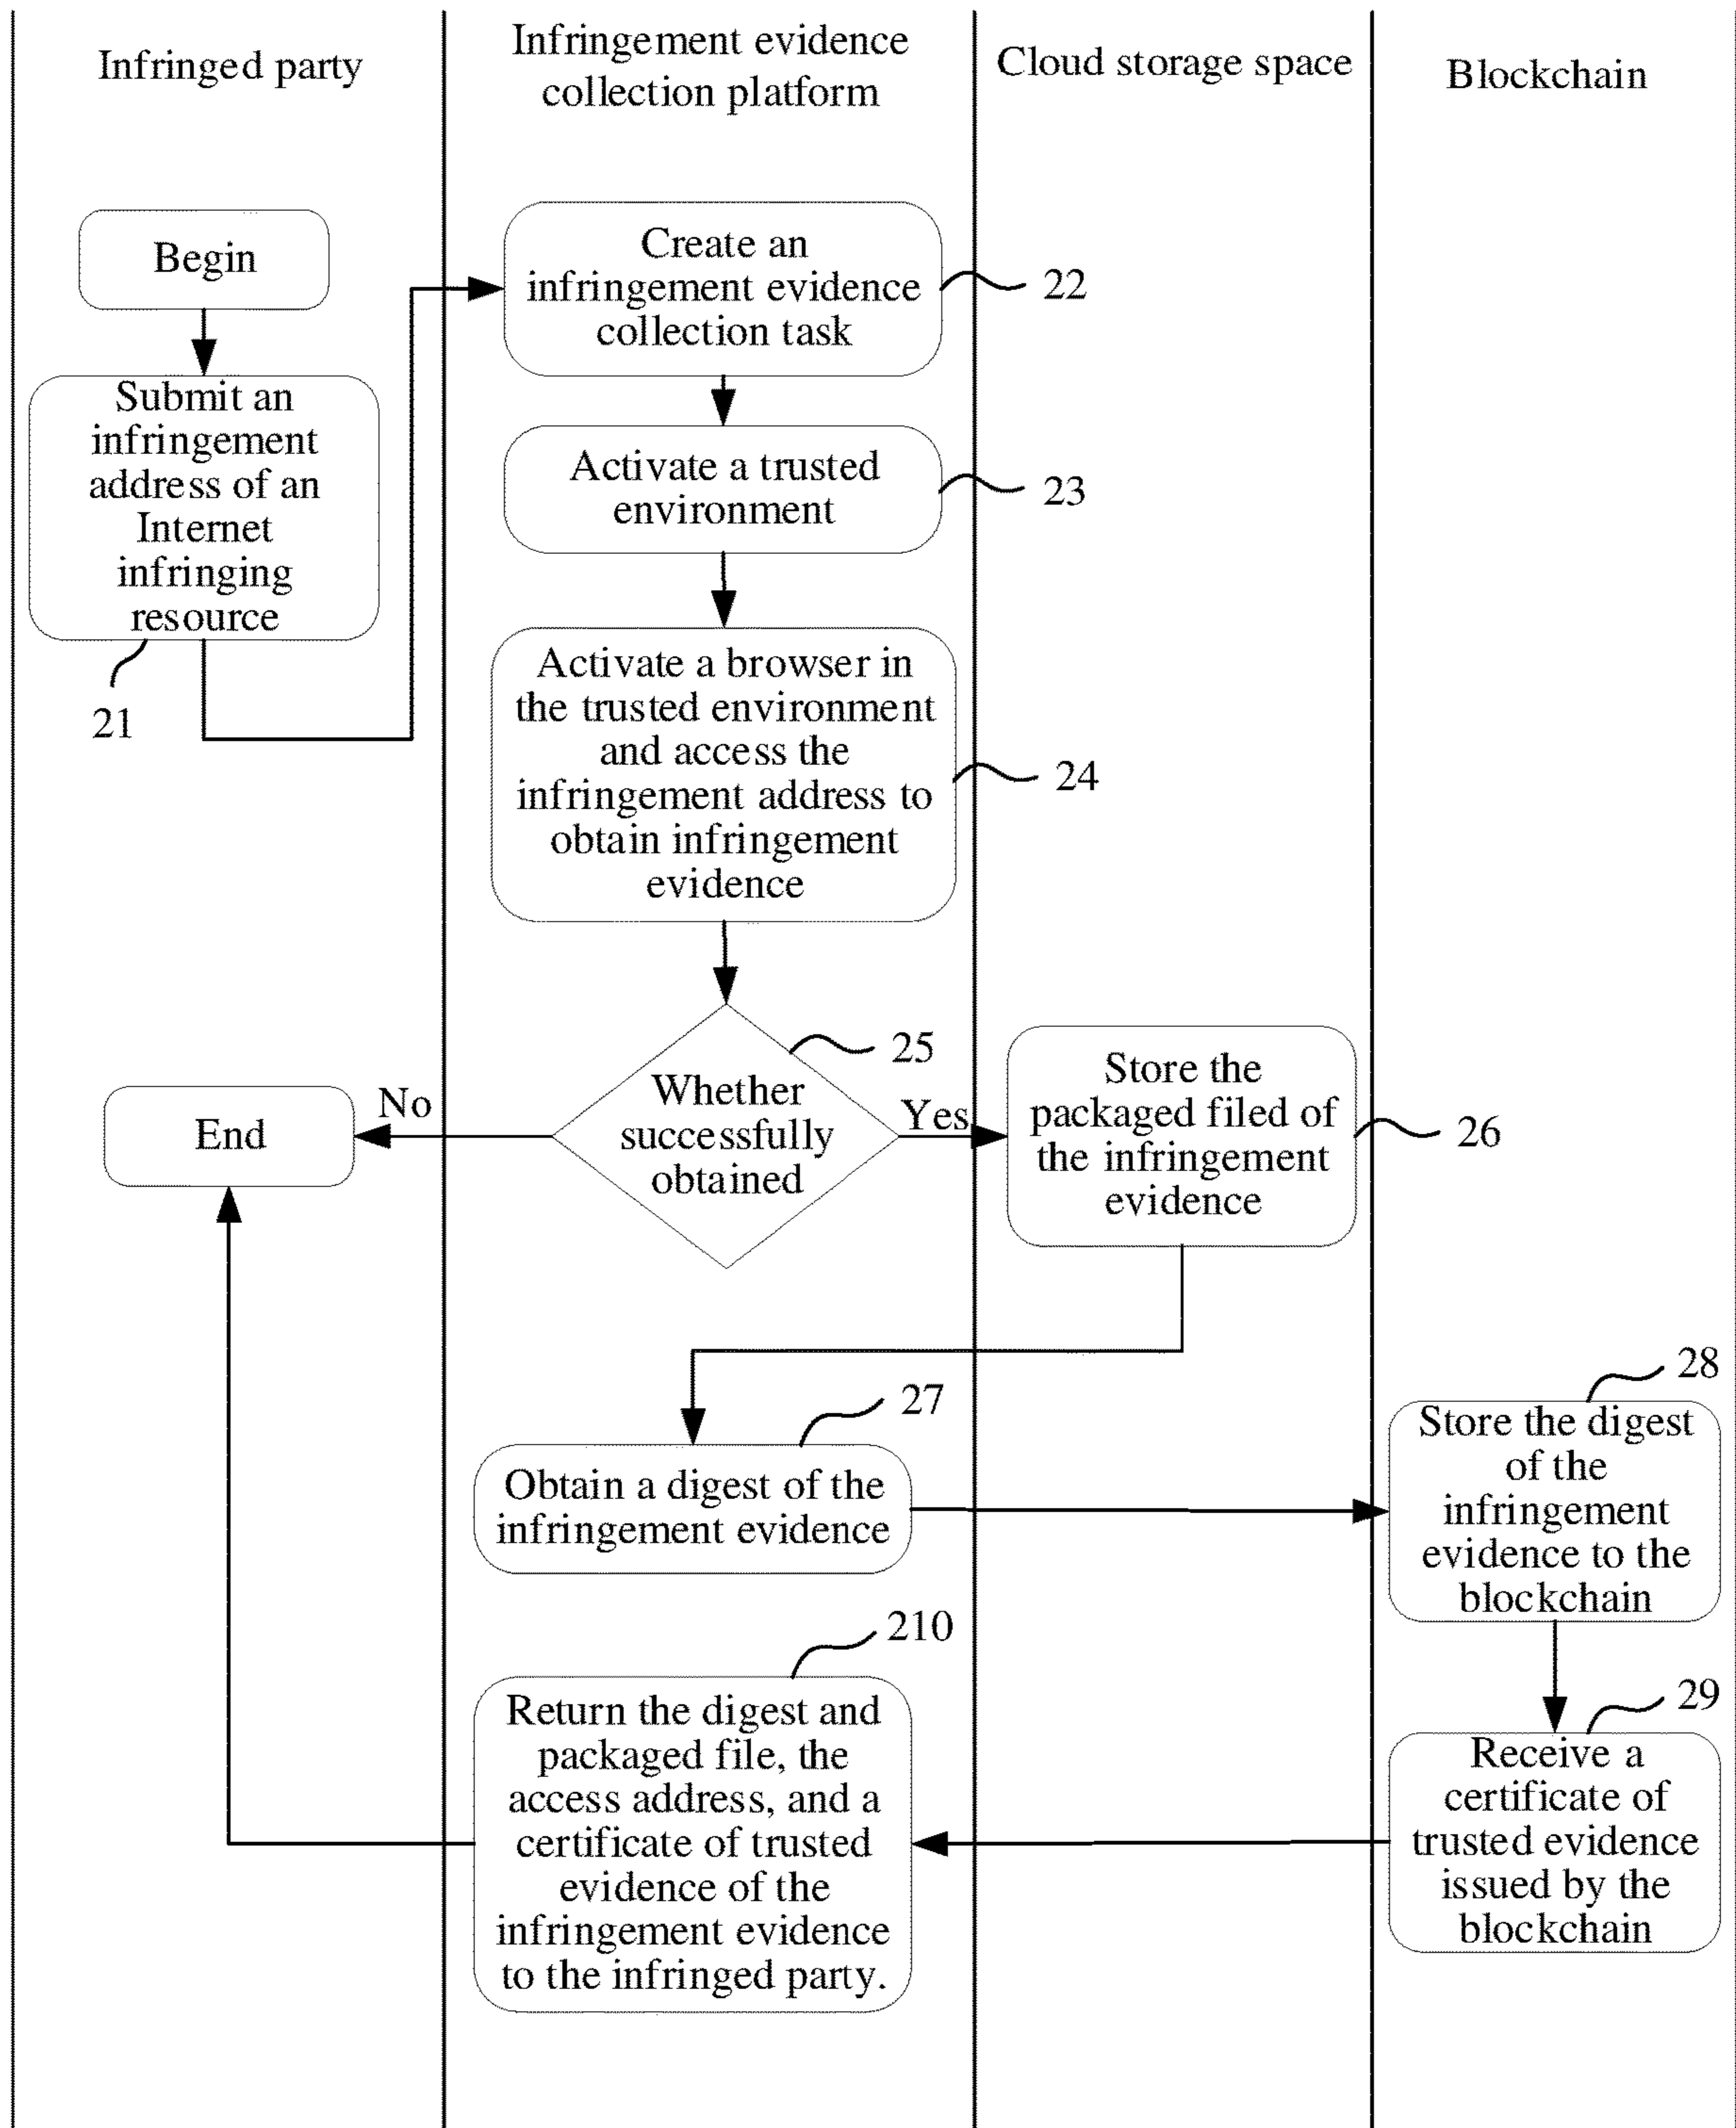 Infringed party
Infringement evidence
collection platform
Cloud storage space
Blockchain
Begin
Submit an
infringement
address of an
Internet
infringing
resource
21
Create an
infringement evidence
collection task
22
Activate a trusted
environment
23
Activate a browser in
the trusted environment
and access the
infringement address to
obtain infringement
evidence
24
25
Whether
successfully
obtained
No
End
Yes
Store the
packaged filed of
the infringement
evidence
26
27
Obtain a digest of the
infringement evidence
28
Store the digest
of the
infringement
evidence to the
blockchain
29
Receive a
certificate of
trusted evidence
issued by the
blockchain
210
Return the digest and
packaged file, the
access address, and a
certificate of trusted
evidence of the
infringement evidence
to the infringed party.